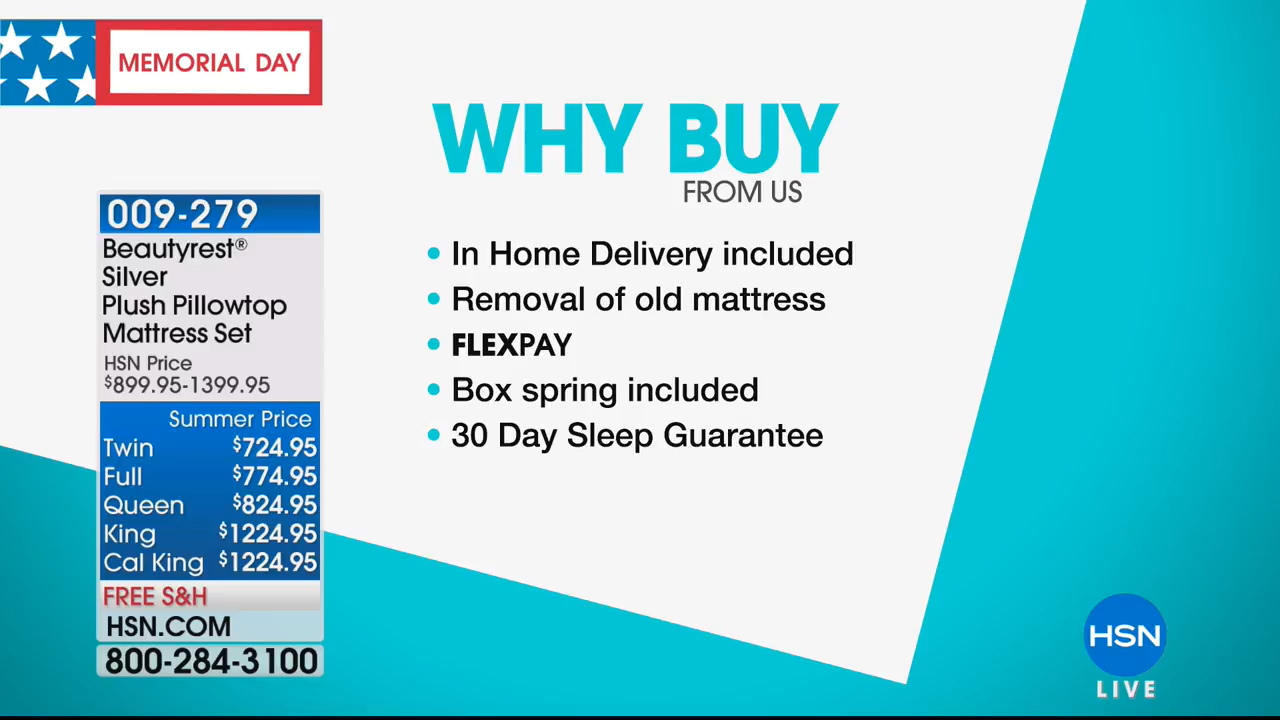 MEMORIAL DAY
WHY BUY
FROM US
• In Home Delivery included
• Removal of old mattress
• FLEXPAY
• Box spring included
• 30 Day Sleep Guarantee
009-279
Beautyrest®
Silver
Plush Pillowtop
Mattress Set
HSN Price
$899.95-1399.95
Summer Price
Twin $724.95
Full $774.95
Queen $824.95
King $1224.95
Cal King $1224.95
FREE S&H
HSN.COM
800-284-3100
HSN
LIVE